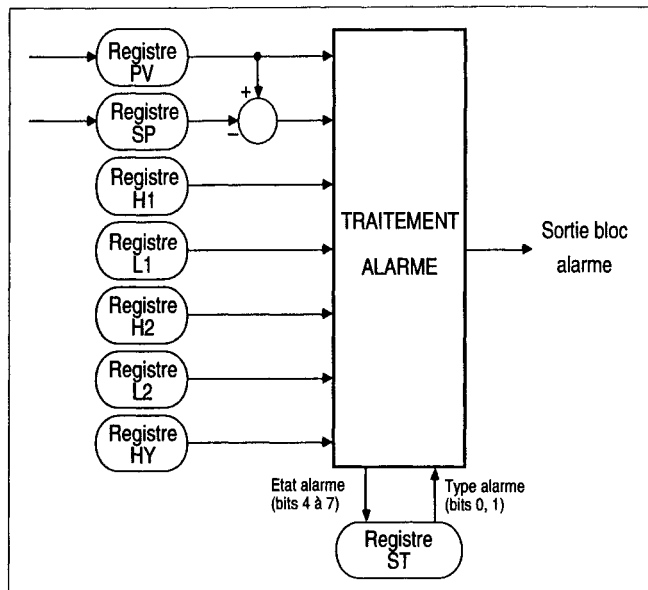 Registre
PV
+
Registre
SP
−
Registre
H1
Registre
L1
Registre
H2
Registre
L2
Registre
HY
TRAITEMENT
ALARME
Sortie bloc
alarme
Etat alarme
(bits 4 à 7)
Type alarme
(bits 0, 1)
Registre
ST